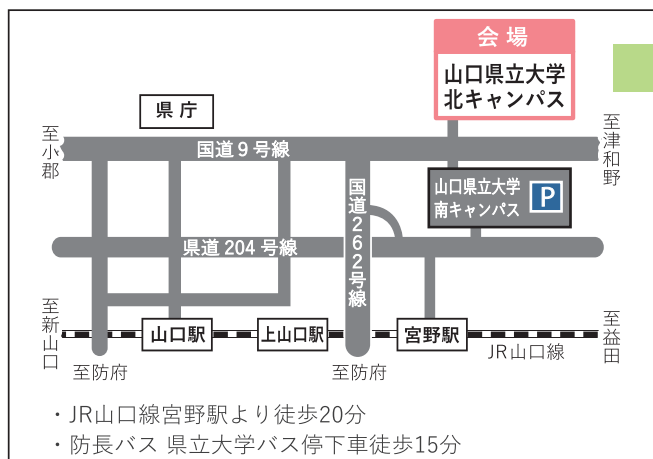 会場
山口県立大学
北キャンパス
県庁
至小郡
国道9号線
至津和野
山口県立大学
南キャンパス
P
国道262号線
県道204号線
至新山口
山口駅
上山口駅
宮野駅
至益田
JR山口線
至防府
至防府
・JR山口線宮野駅より徒歩20分
・防長バス 県立大学バス停下車徒歩15分